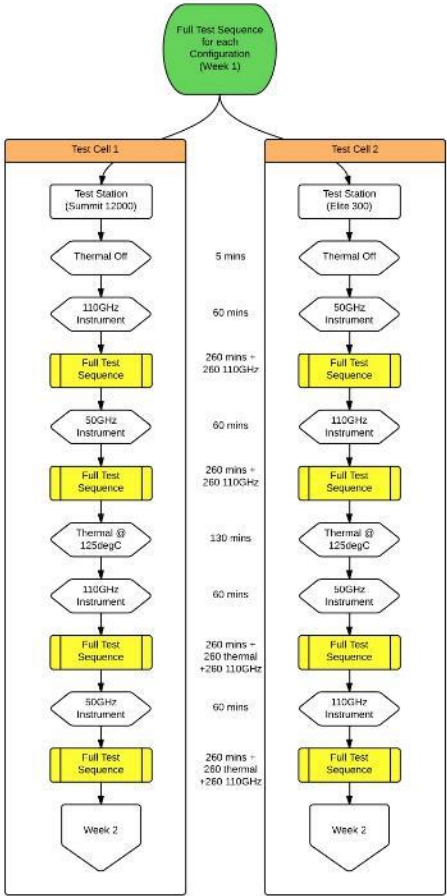 Full Test Sequence
for each
Configuration
(Week 1)
Test Cell 1
Test Station
(Summit 12000)
Thermal Off
110GHz
Instrument
Full Test
Sequence
50GHz
Instrument
Full Test
Sequence
Thermal @
125degC
110GHz
Instrument
Full Test
Sequence
50GHz
Instrument
Full Test
Sequence
Week 2
5 mins
60 mins
260 mins +
260 110GHz
60 mins
260 mins +
260 110GHz
130 mins
60 mins
260 mins +
260 thermal
+260 110GHz
60 mins
260 mins +
260 thermal
+260 110GHz
Test Cell 2
Test Station
(Elite 300)
Thermal Off
50GHz
Instrument
Full Test
Sequence
110GHz
Instrument
Full Test
Sequence
Thermal @
125degC
50GHz
Instrument
Full Test
Sequence
110GHz
Instrument
Full Test
Sequence
Week 2